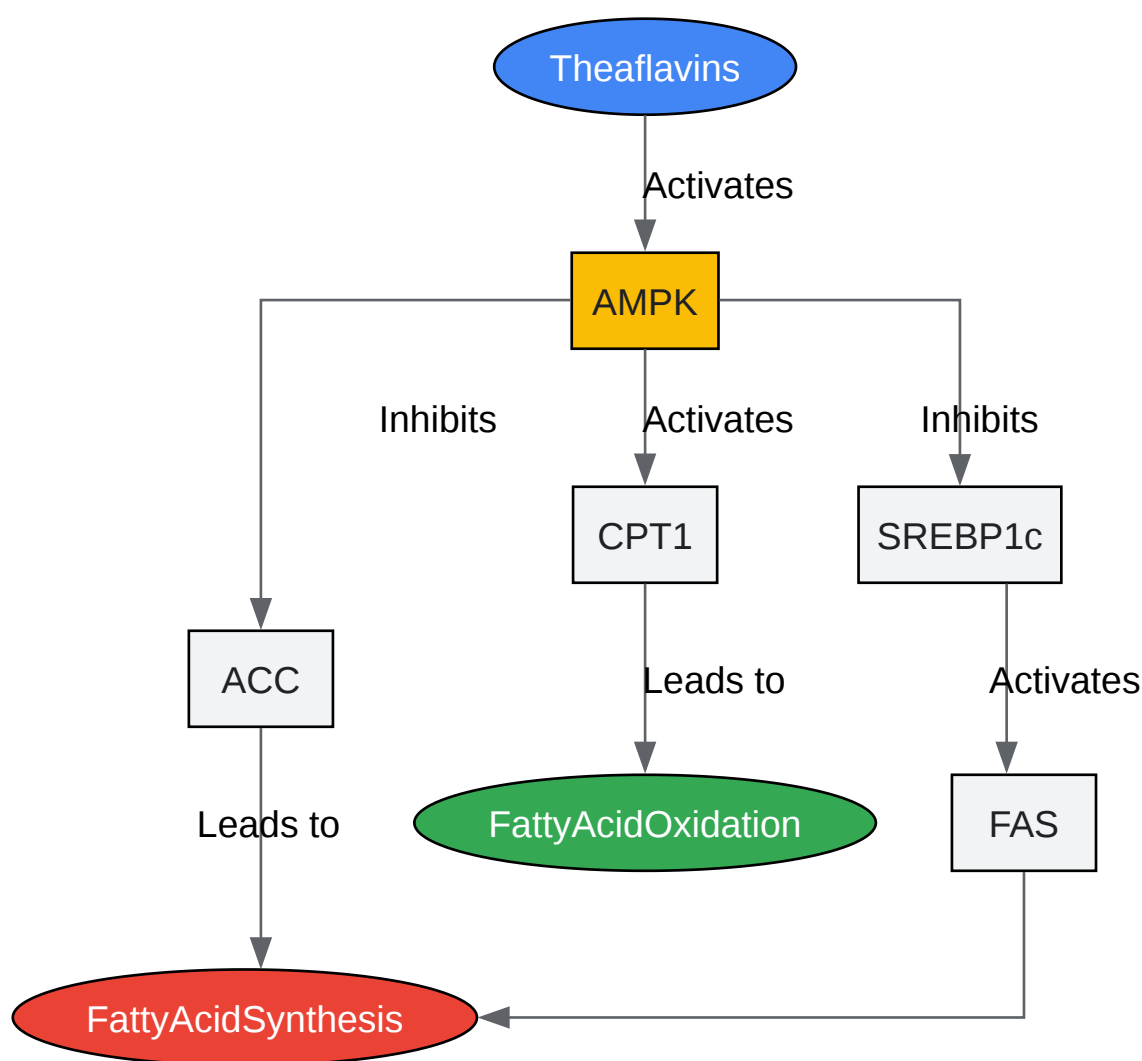 Theaflavins
Activates
AMPK
Inhibits
Activates
Inhibits
CPT1
SREBP1c
ACC
Leads to
Activates
Leads to
FattyAcidOxidation
FAS
FattyAcidSynthesis